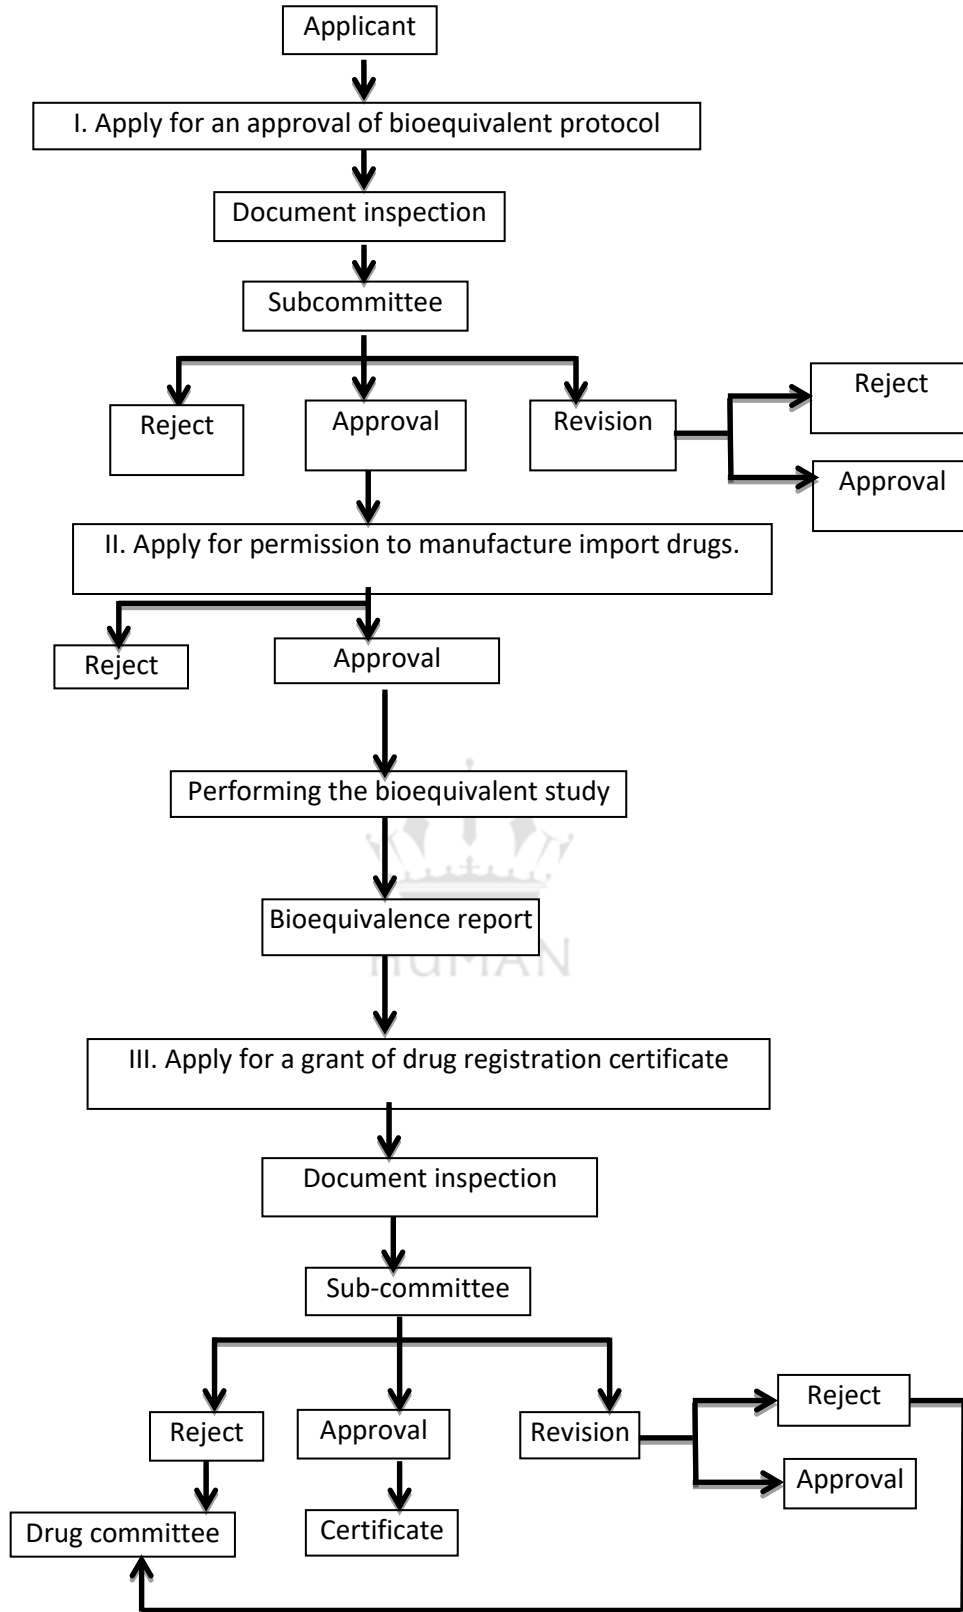 Applicant
I. Apply for an approval of bioequivalent protocol
Document inspection
Subcommittee
Reject
Approval
Revision
Reject
Approval
II. Apply for permission to manufacture import drugs.
Reject
Approval
Performing the bioequivalent study
Bioequivalence report
HUMAN
III. Apply for a grant of drug registration certificate
Document inspection
Sub-committee
Reject
Approval
Revision
Reject
Approval
Drug committee
Certificate